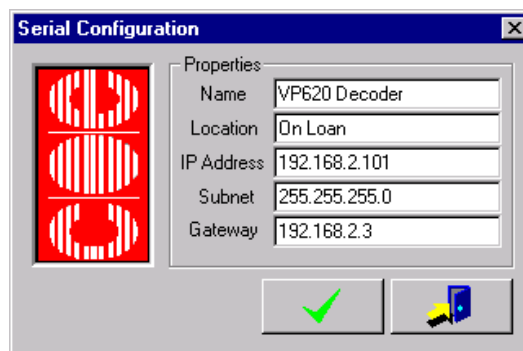 Serial Configuration
Properties
Name VP620 Decoder
Location On Loan
IP Address 192.168.2.101
Subnet 255.255.255.0
Gateway 192.168.2.3